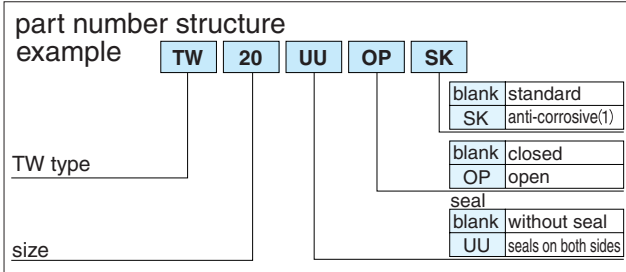 part number structure
example TW 20 UU OP SK
blank standard
SK anti-corrosive(1)
TW type
blank closed
OP open
seal
blank without seal
UU seals on both sides
size